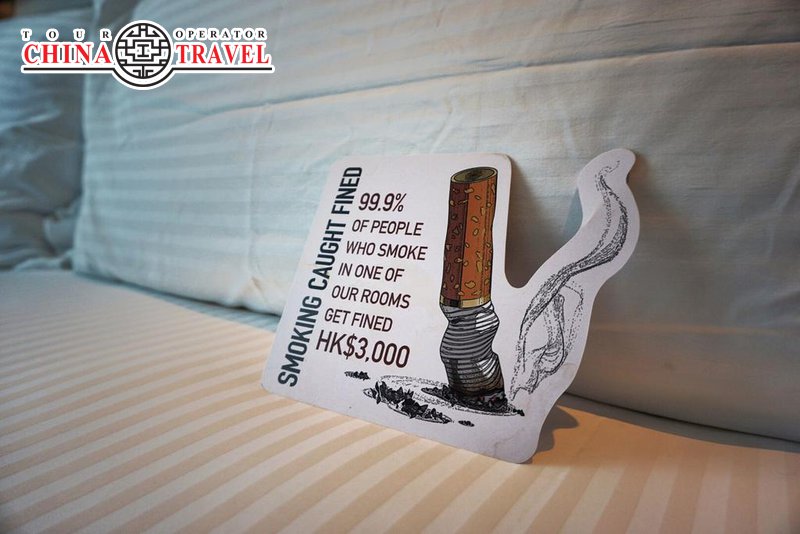 TOUR OPERATOR
CHINA TRAVEL
SMOKING CAUGHT FINED
99.9%
OF PEOPLE
WHO SMOKE
IN ONE OF
OUR ROOMS
GET FINED
HK$3,000